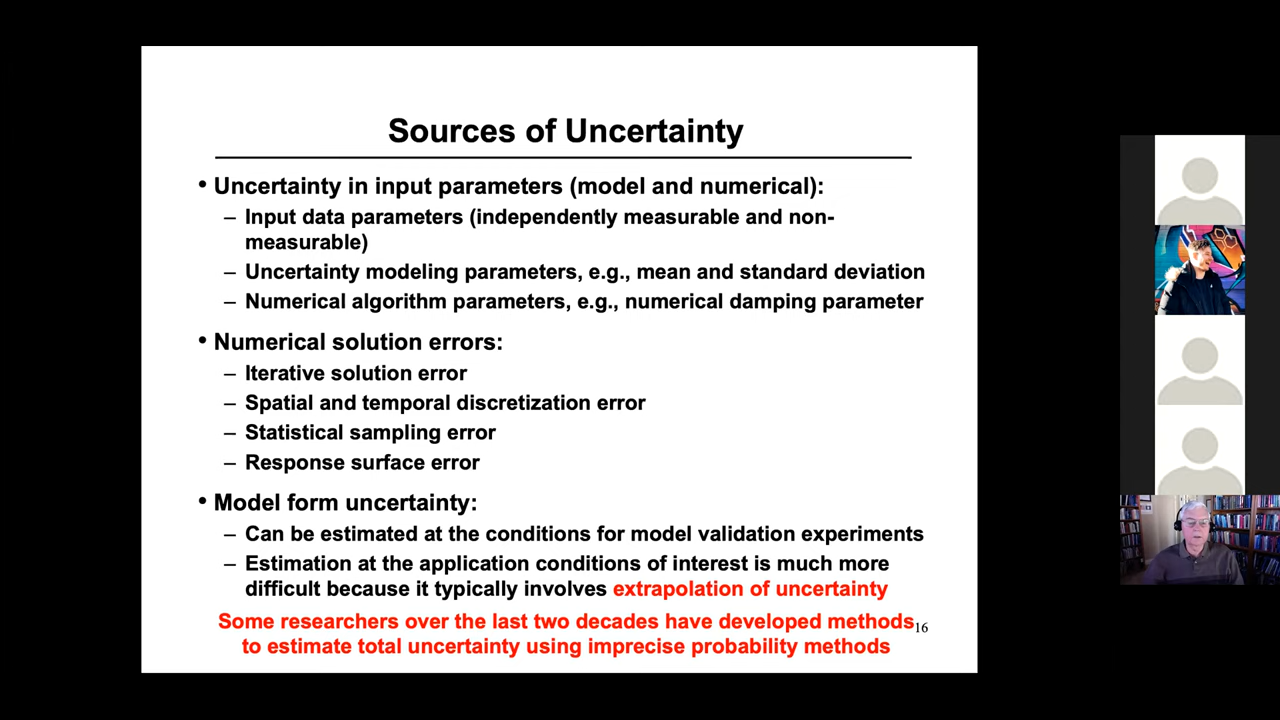 Sources of Uncertainty
• Uncertainty in input parameters (model and numerical):
– Input data parameters (independently measurable and non-
measurable)
– Uncertainty modeling parameters, e.g., mean and standard deviation
– Numerical algorithm parameters, e.g., numerical damping parameter
• Numerical solution errors:
– Iterative solution error
– Spatial and temporal discretization error
– Statistical sampling error
– Response surface error
• Model form uncertainty:
– Can be estimated at the conditions for model validation experiments
– Estimation at the application conditions of interest is much more
difficult because it typically involves extrapolation of uncertainty
Some researchers over the last two decades have developed methods
to estimate total uncertainty using imprecise probability methods
16